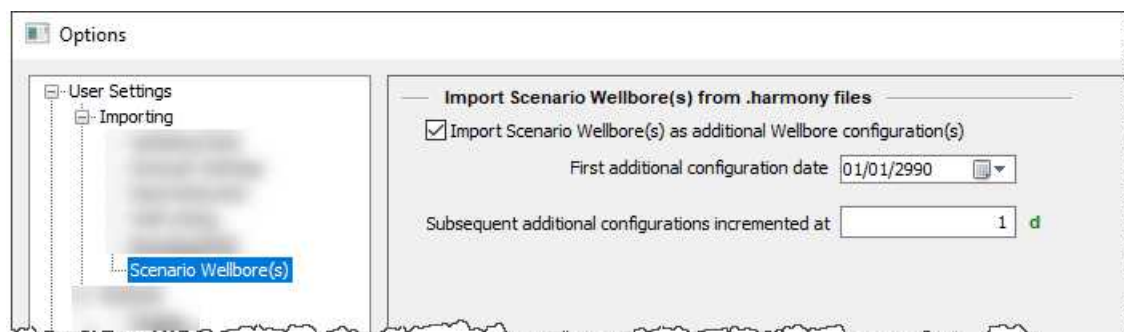 Options
User Settings
Importing
Scenario Wellbore(s)
Import Scenario Wellbore(s) from .harmony files
Import Scenario Wellbore(s) as additional Wellbore configuration(s)
First additional configuration date 01/01/2990
Subsequent additional configurations incremented at 1 d